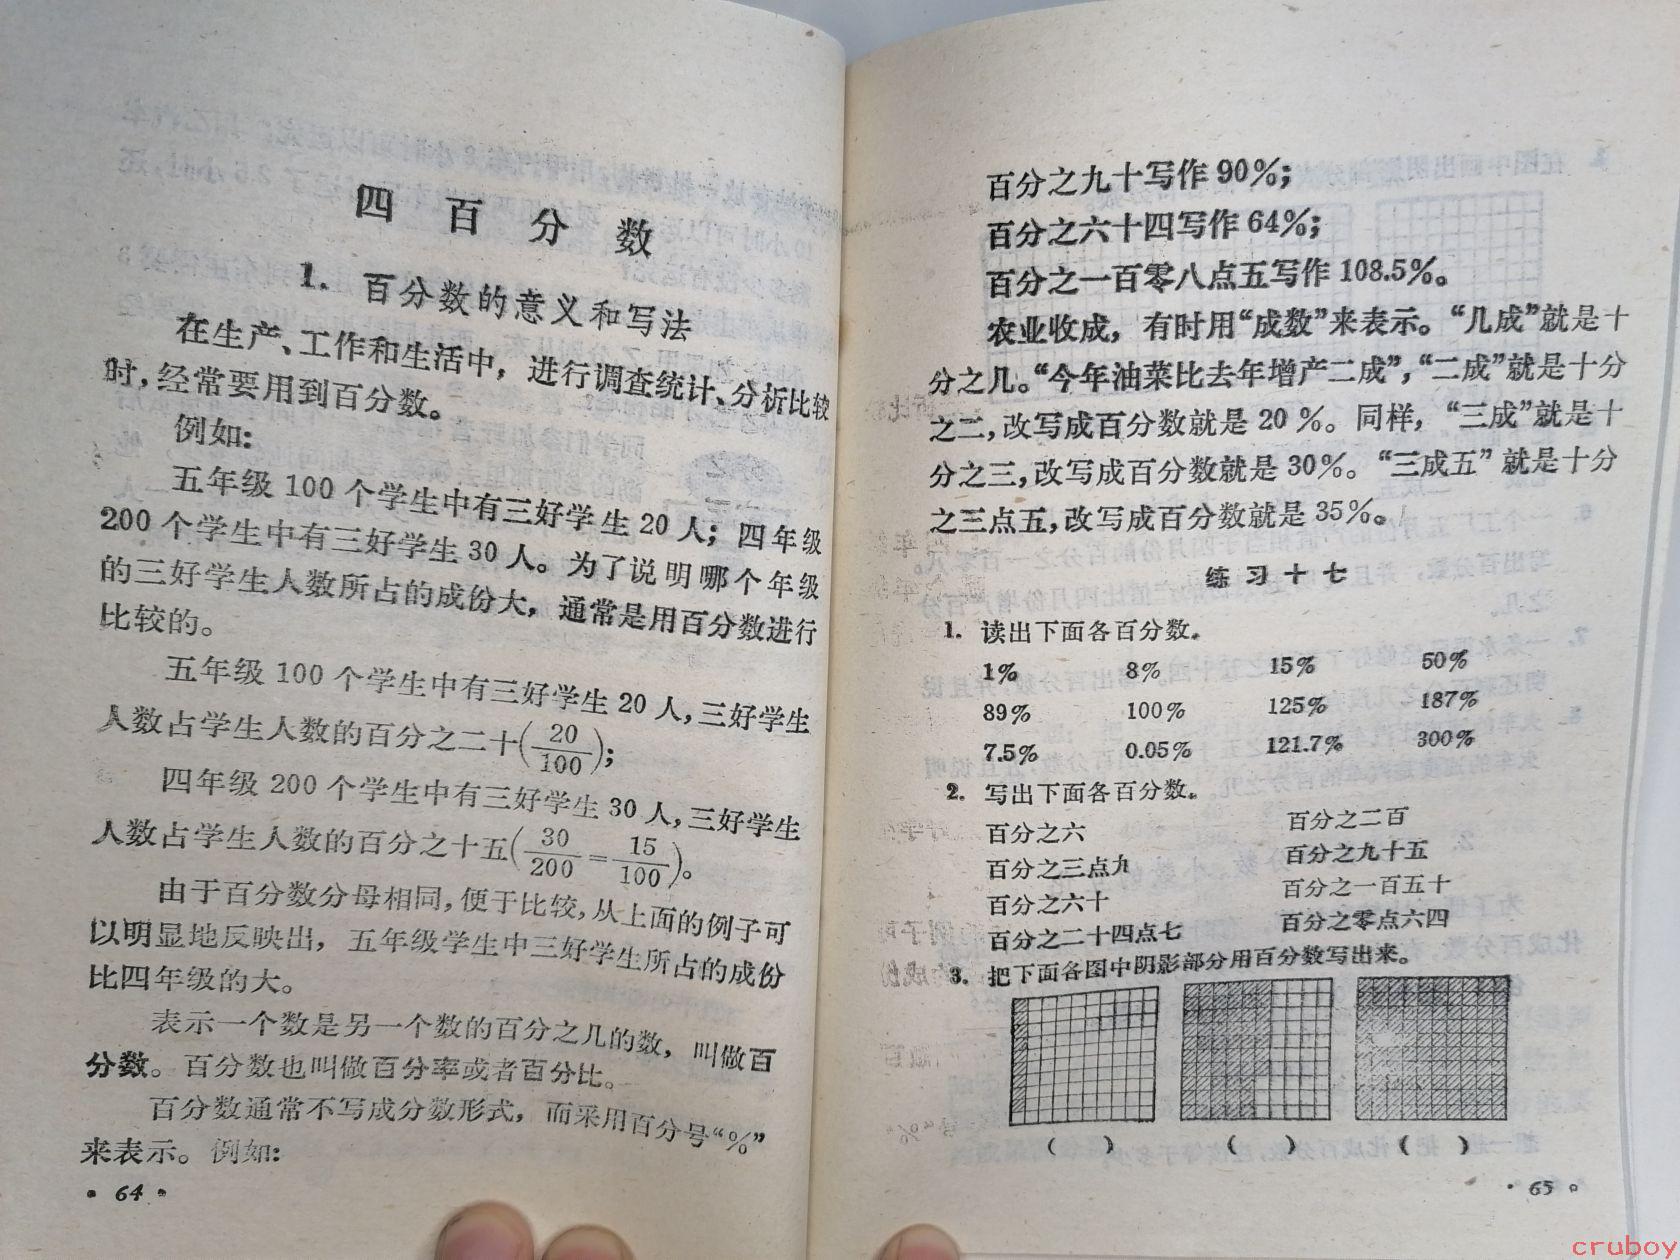 四 百 分 数
1. 百分数的意义和写法
在生产、工作和生活中，进行调查统计、分析比较
时，经常要用到百分数。
例如:
五年级 100 个学生中有三好学生 20 人；四年级
200 个学生中有三好学生 30 人。为了说明哪个年级
的三好学生人数所占的成份大，通常是用百分数进行
比较的。
五年级 100 个学生中有三好学生 20 人，三好学生
人数占学生人数的百分之二十(20/100)；
四年级 200 个学生中有三好学生 30 人，三好学生
人数占学生人数的百分之十五(30/200=15/100)。
由于百分数分母相同，便于比较，从上面的例子可
以明显地反映出，五年级学生中三好学生所占的成份
比四年级的大。
表示一个数是另一个数的百分之几的数，叫做百
分数。百分数也叫做百分率或者百分比。
百分数通常不写成分数形式，而采用百分号“%”
来表示。例如:
• 64 •
百分之九十写作 90%；
百分之六十四写作 64%；
百分之一百零八点五写作 108.5%。
农业收成，有时用“成数”来表示。“几成”就是十
分之几。“今年油菜比去年增产二成”，“二成”就是十分
之二，改写成百分数就是 20 %。同样，“三成”就是十
分之三，改写成百分数就是 30%。“三成五”就是十分
之三点五，改写成百分数就是 35%。
练 习 十 七
1. 读出下面各百分数。
1% 8% 15% 50%
89% 100% 125% 187%
7.5% 0.05% 121.7% 300%
2. 写出下面各百分数。
百分之六 百分之二百
百分之三点九 百分之九十五
百分之六十 百分之一百五十
百分之二十四点七 百分之零点六四
3. 把下面各图中阴影部分用百分数写出来。
( ) ( ) ( )
• 65 •
cruboy